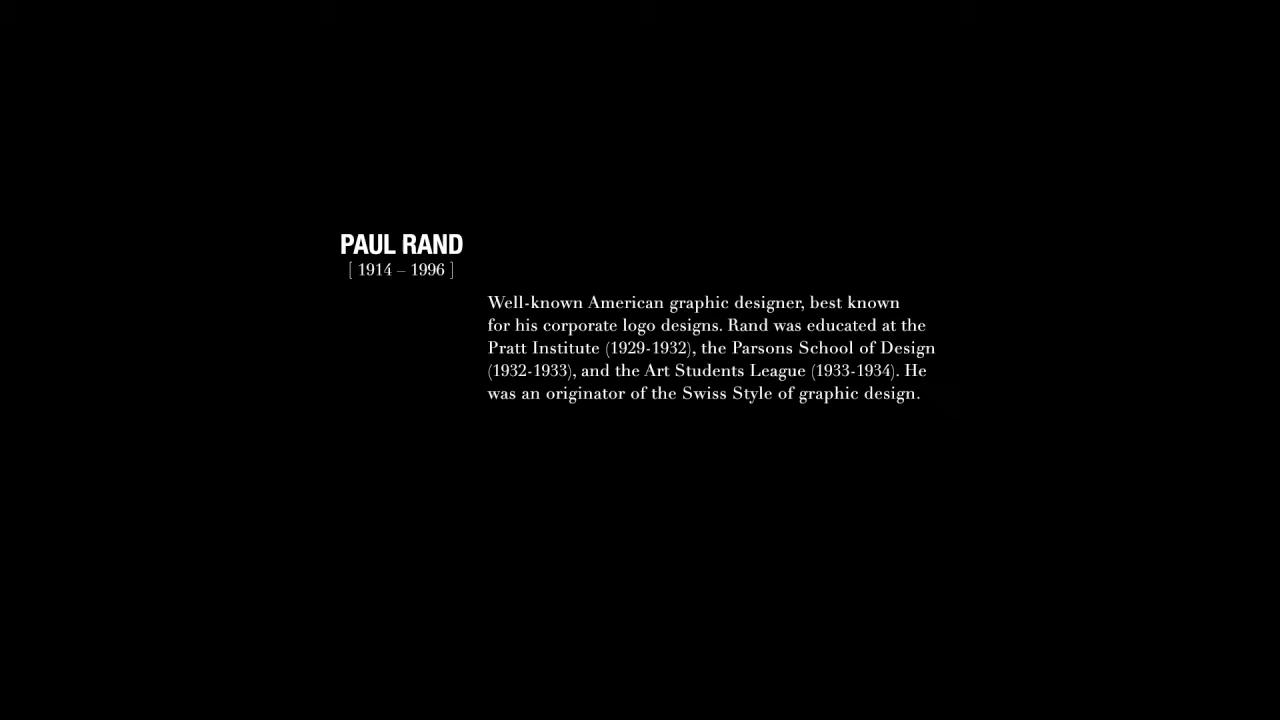 PAUL RAND
[ 1914 – 1996 ]
Well-known American graphic designer, best known
for his corporate logo designs. Rand was educated at the
Pratt Institute (1929-1932), the Parsons School of Design
(1932-1933), and the Art Students League (1933-1934). He
was an originator of the Swiss Style of graphic design.